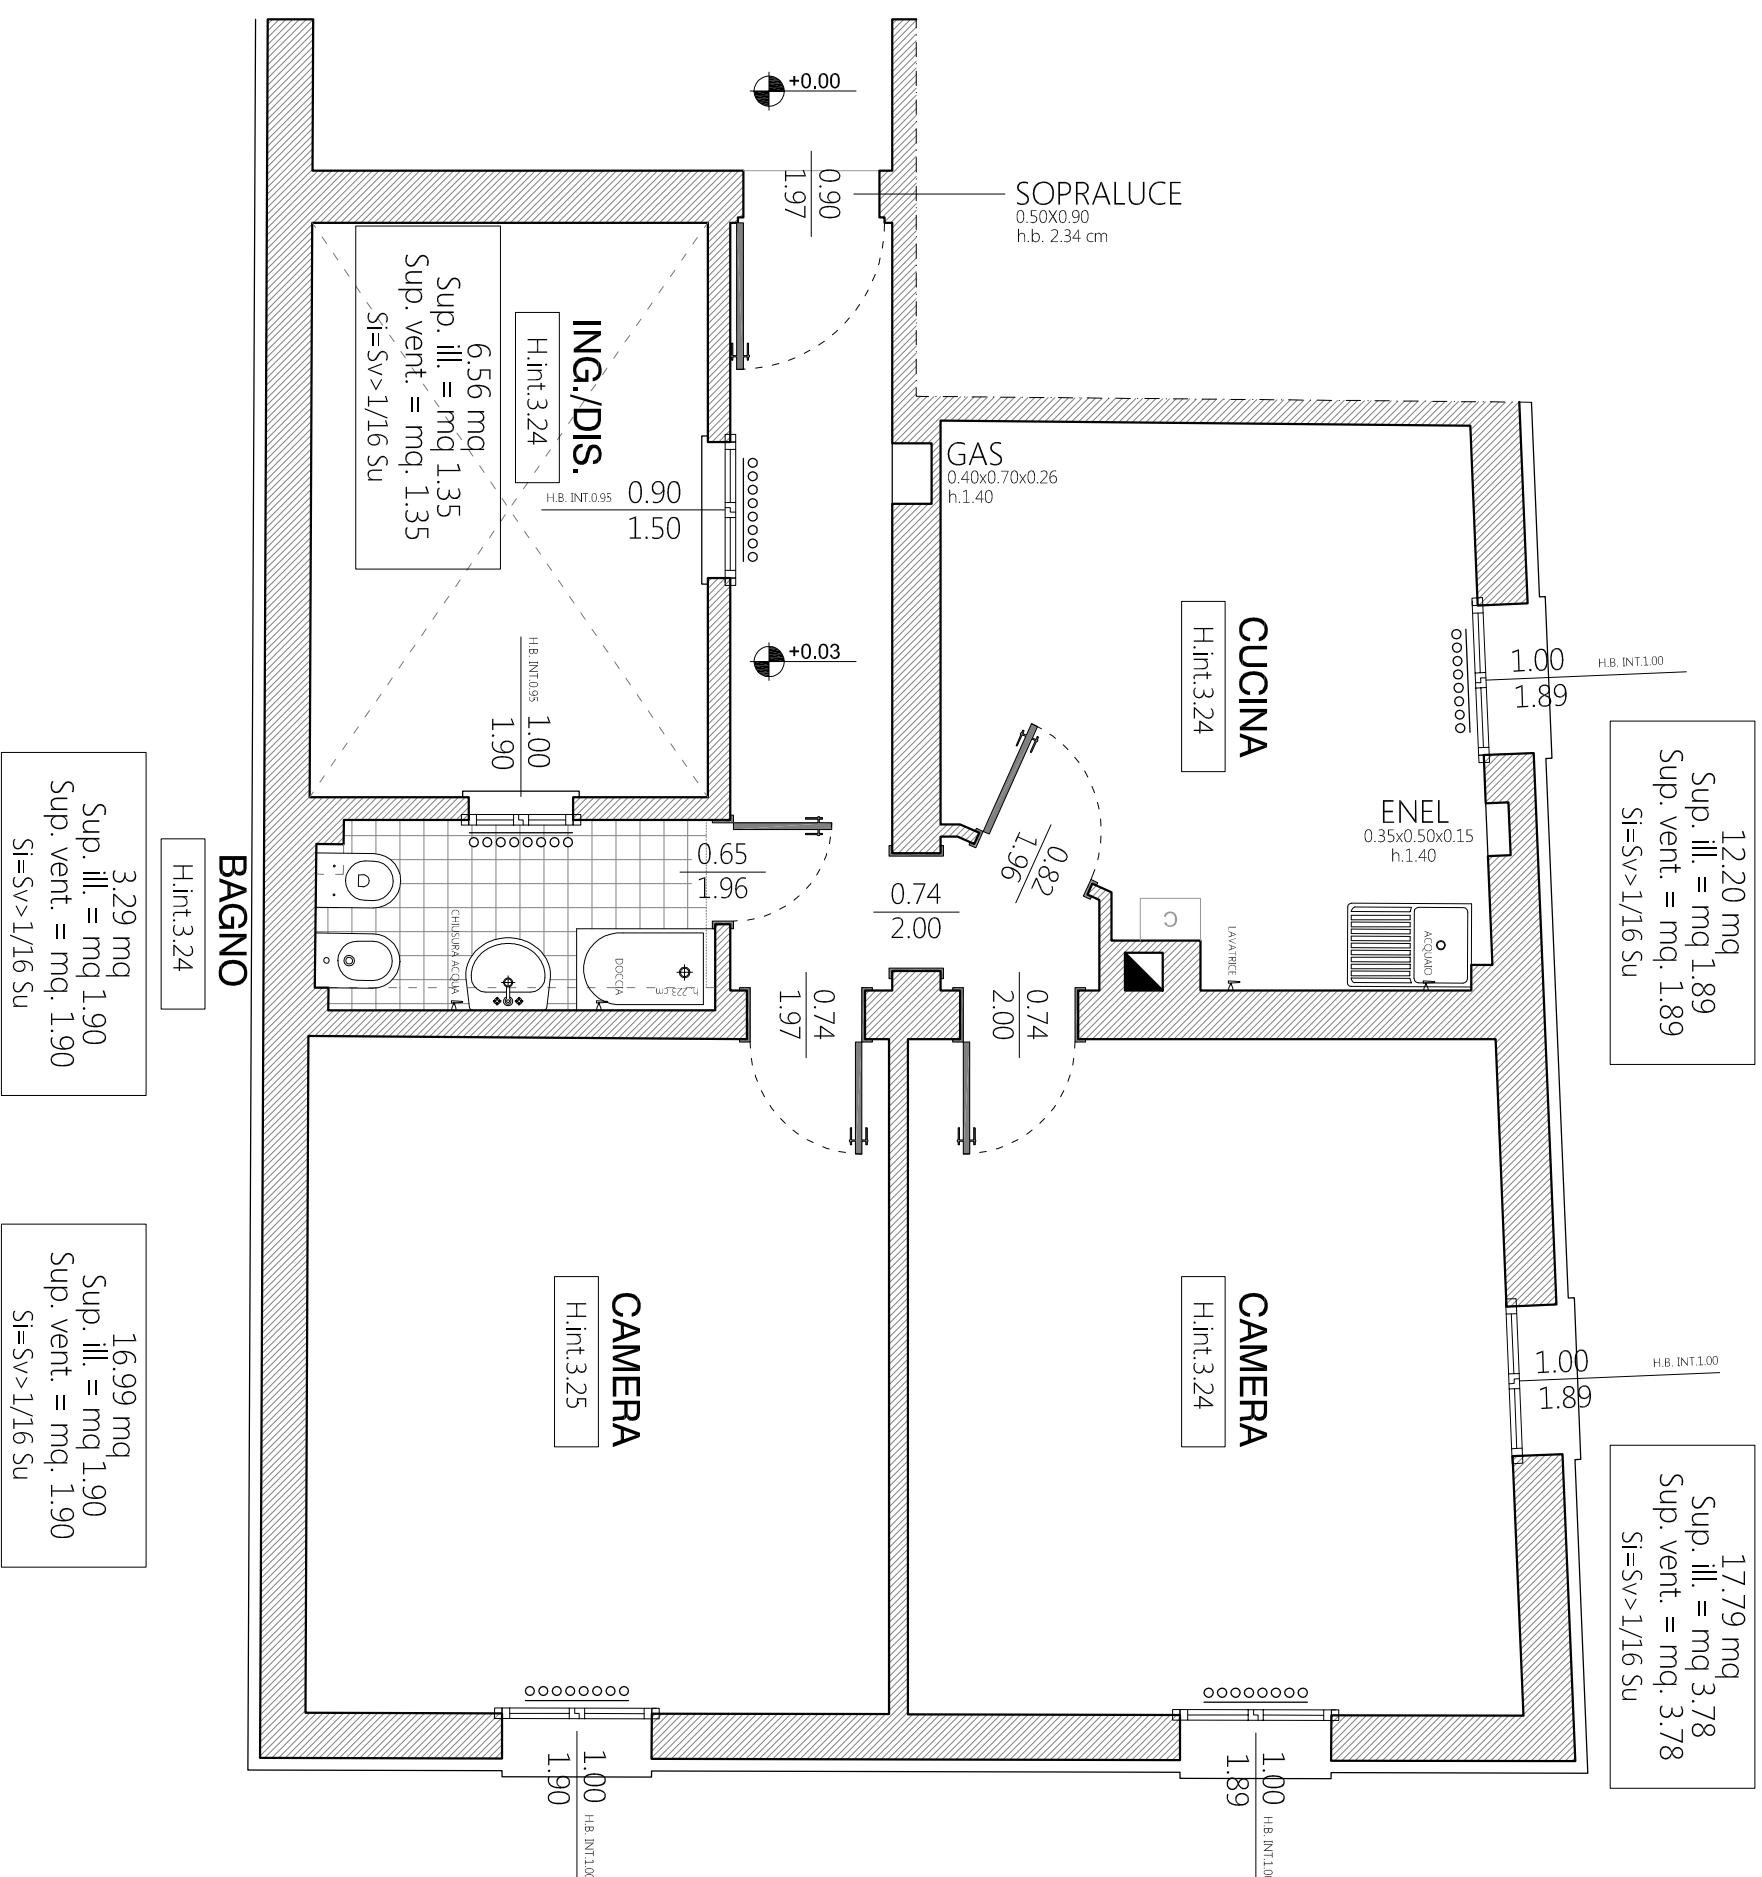 +0.00
0.90
1.97
SOPRALUCE
0.50X0.90
h.b. 2.34 cm
ING./DIS.
H.int.3.24
6.56 mq
Sup. ill. = mq 1.35
Sup. vent. = mq. 1.35
Si=Sv>1/16 Su
H.B. INT.0.95
0.90
1.50
GAS
0.40x0.70x0.26
h.1.40
+0.03
CUCINA
H.int.3.24
1.00
1.89
H.B. INT.1.00
12.20 mq
Sup. ill. = mq 1.89
Sup. vent. = mq. 1.89
Si=Sv>1/16 Su
H.B. INT.0.95
1.00
1.90
ENEL
0.35x0.50x0.15
h.1.40
0.82
1.96
0.65
1.96
0.74
2.00
C
LAVATRICE
ACQUAIO
BAGNO
H.int.3.24
3.29 mq
Sup. ill. = mq 1.90
Sup. vent. = mq. 1.90
Si=Sv>1/16 Su
CHIUSURA ACQUA
DOCCIA
h 223 cm
0.74
1.97
0.74
2.00
CAMERA
H.int.3.25
16.99 mq
Sup. ill. = mq 1.90
Sup. vent. = mq. 1.90
Si=Sv>1/16 Su
CAMERA
H.int.3.24
1.00
1.89
H.B. INT.1.00
17.79 mq
Sup. ill. = mq 3.78
Sup. vent. = mq. 3.78
Si=Sv>1/16 Su
1.00
1.90
H.B. INT.1.00
1.00
1.89
H.B. INT.1.00